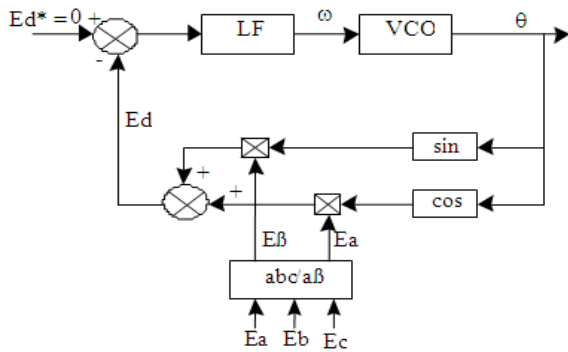 Ed* = 0 +
-
LF
ω
VCO
θ
Ed
+
+
sin
cos
Eß
Ea
abc/aß
Ea
Eb
Ec